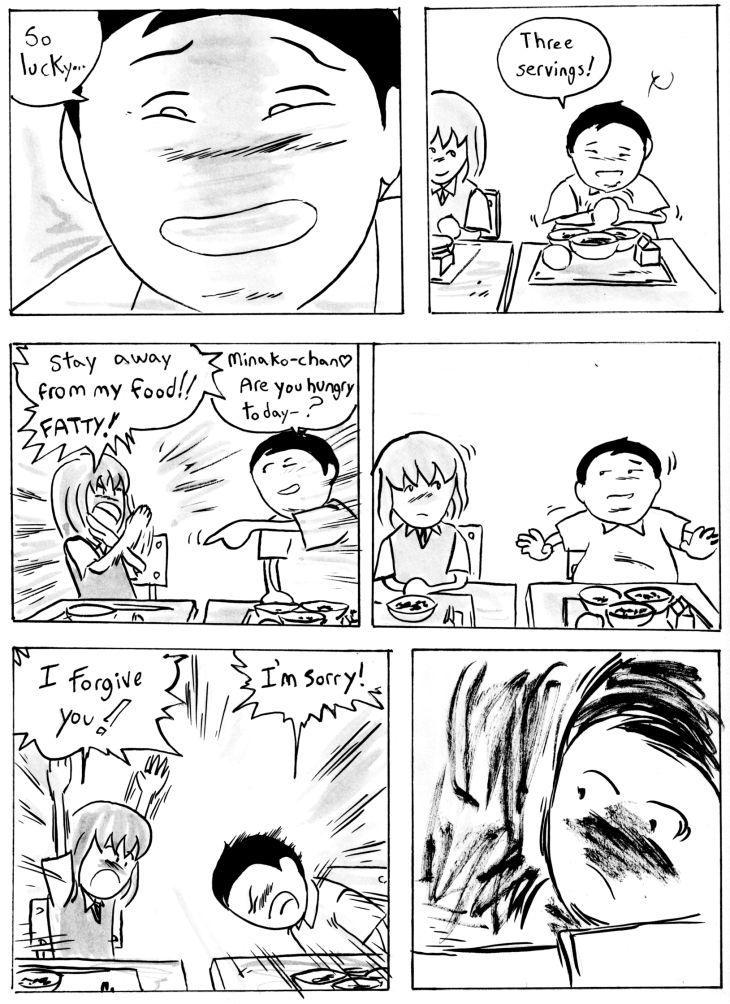 Three
servings!
So
lucky...
Minako-chan♡
Are you hungry
today-?
Stay away
from my food!!
FATTY!
I'm sorry!
I forgive
you!!